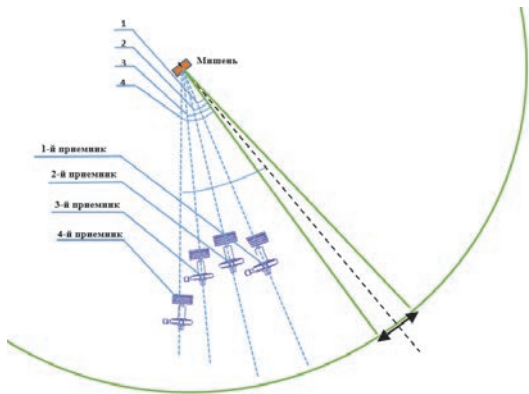 1
2
3
4
Мишень
1-й приемник
2-й приемник
3-й приемник
4-й приемник